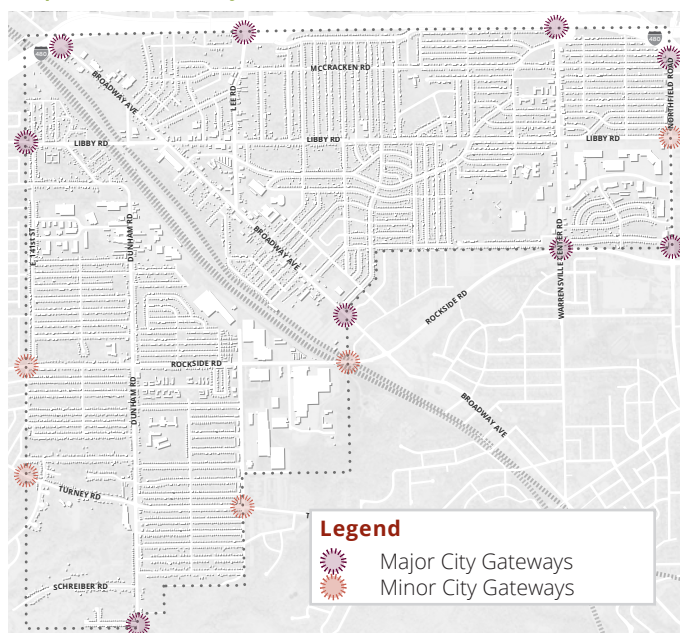 480
480
BROADWAY AVE
LEE RD
MCCRACKEN RD
NORTHFIELD ROAD
LIBBY RD
LIBBY RD
LIBBY RD
E. 141st ST
DUNHAM RD
BROADWAY AVE
WARRENSVILLE CENTER RD
ROCKSIDE RD
ROCKSIDE RD
DUNHAM RD
BROADWAY AVE
TURNEY RD
SCHREIBER RD
Legend
Major City Gateways
Minor City Gateways